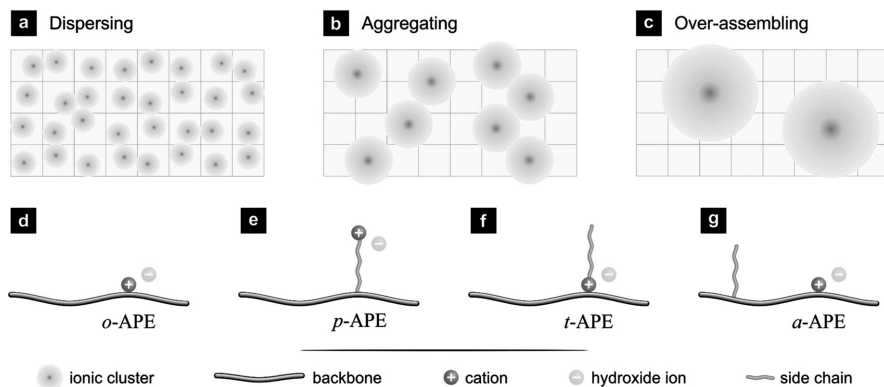 a Dispersing
b Aggregating
c Over-assembling
d
e
f
g
+ −
+ −
+ −
+ −
o-APE
p-APE
t-APE
a-APE
ionic cluster
backbone
+ cation
− hydroxide ion
side chain